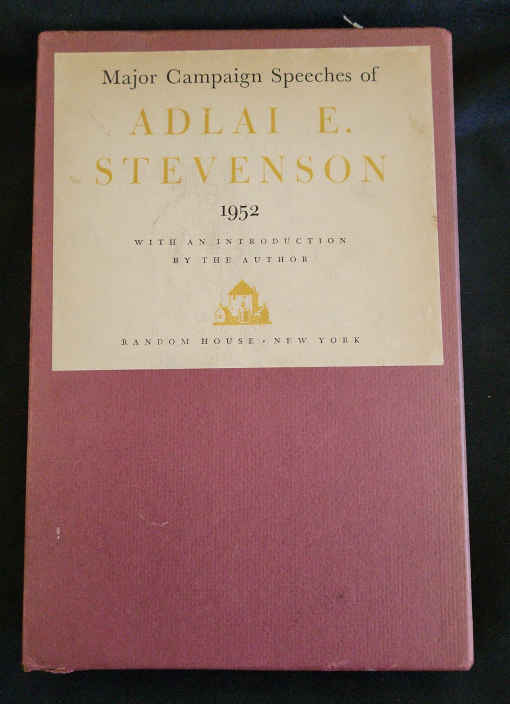 Major Campaign Speeches of
ADLAI E.
STEVENSON
1952
WITH AN INTRODUCTION
BY THE AUTHOR
RANDOM HOUSE · NEW YORK